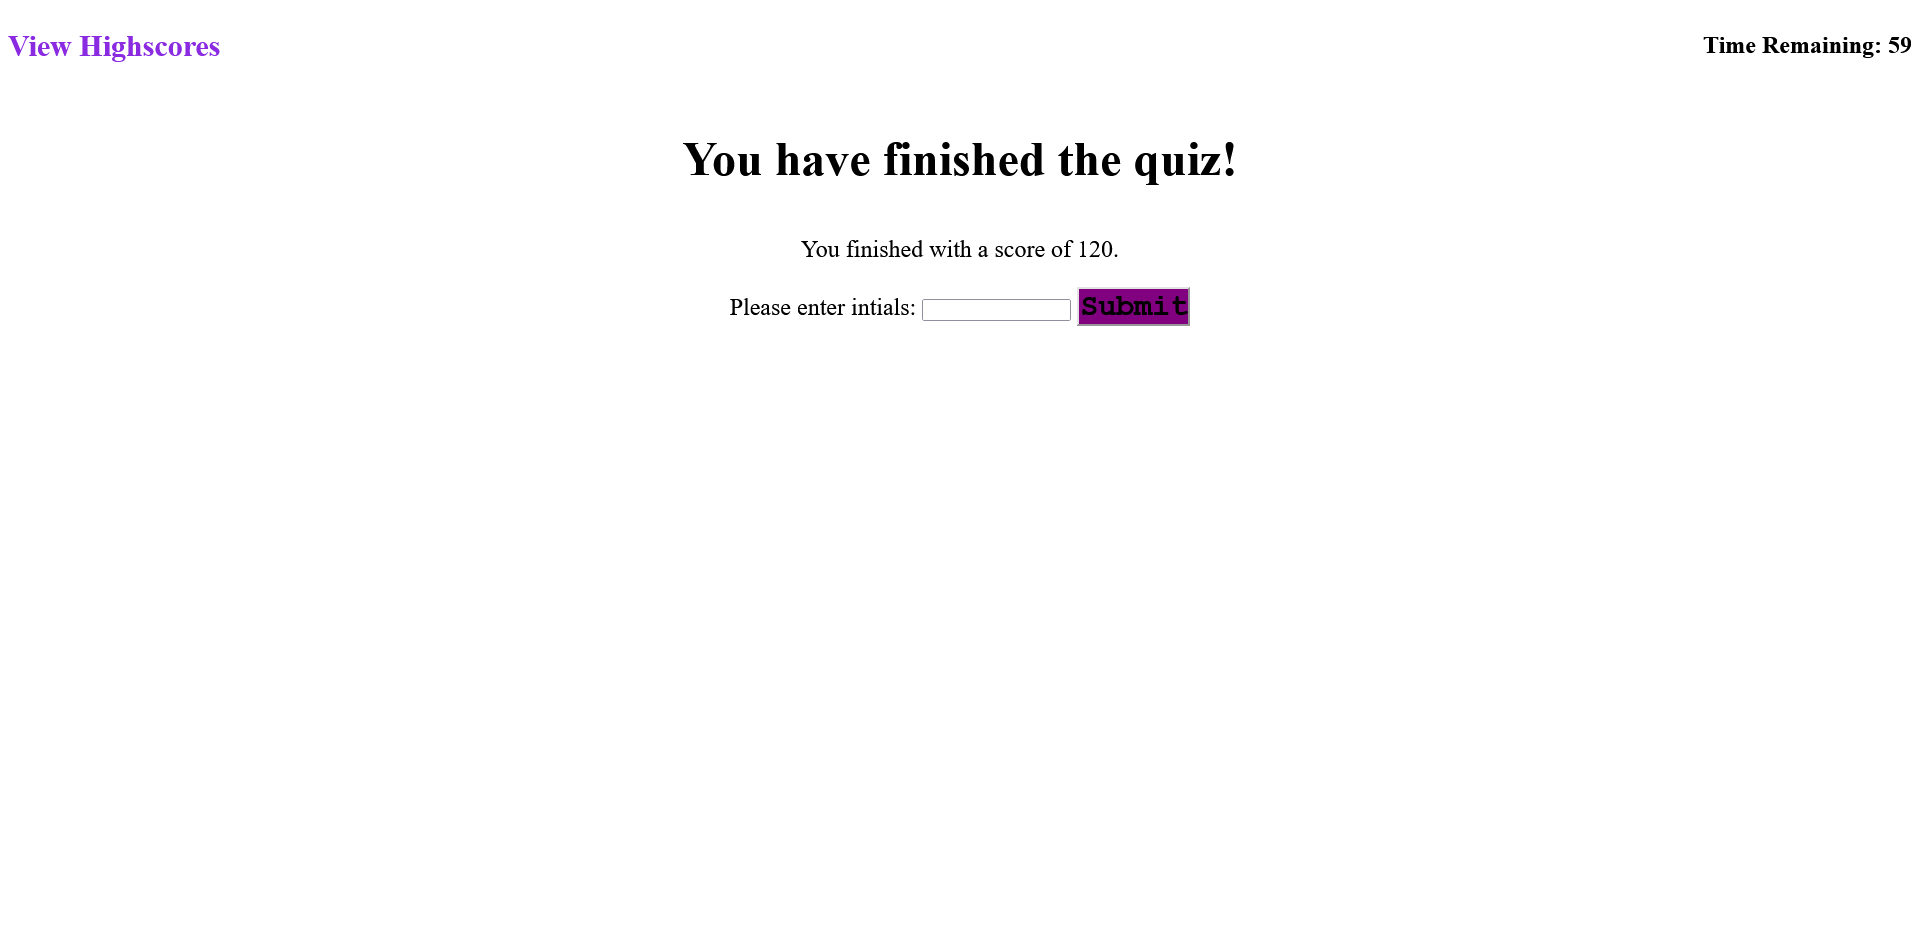 View Highscores
Time Remaining: 59
You have finished the quiz!
You finished with a score of 120.
Please enter intials: Submit